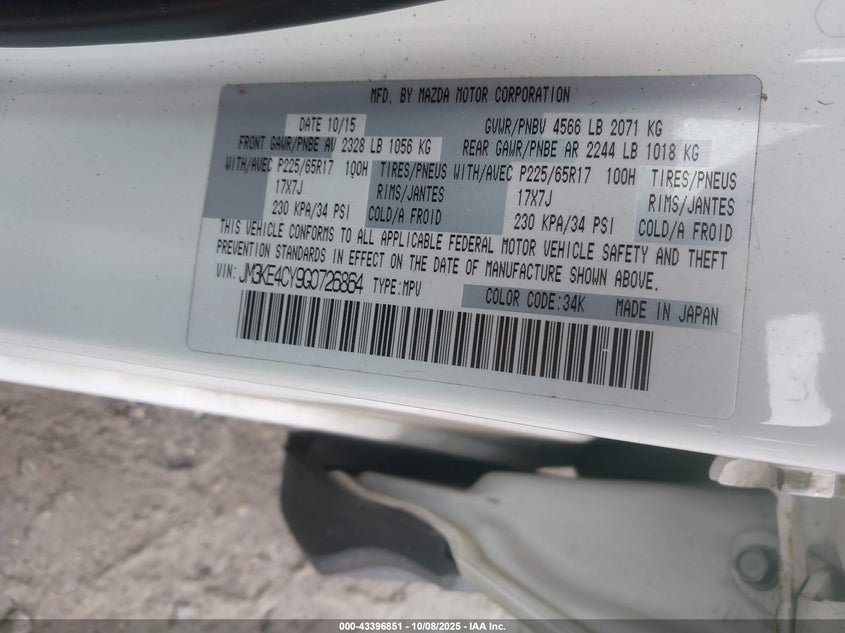 MFD. BY MAZDA MOTOR CORPORATION
DATE 10/15 GVWR/PNBV 4566 LB 2071 KG
FRONT GAWR/PNBE AV 2328 LB 1056 KG REAR GAWR/PNBE AR 2244 LB 1018 KG
WITH/AVEC P225/65R17 100H TIRES/PNEUS WITH/AVEC P225/65R17 100H TIRES/PNEUS
17X7J RIMS/JANTES 17X7J RIMS/JANTES
230 KPA/34 PSI COLD/A FROID 230 KPA/34 PSI COLD/A FROID
THIS VEHICLE CONFORMS TO ALL APPLICABLE FEDERAL MOTOR VEHICLE SAFETY AND THEFT
PREVENTION STANDARDS IN EFFECT ON THE DATE OF MANUFACTURE SHOWN ABOVE.
VIN: JM3KE4CY9G0726864 TYPE:MPV COLOR CODE:34K MADE IN JAPAN
000-43396851 - 10/08/2025 - IAA Inc.